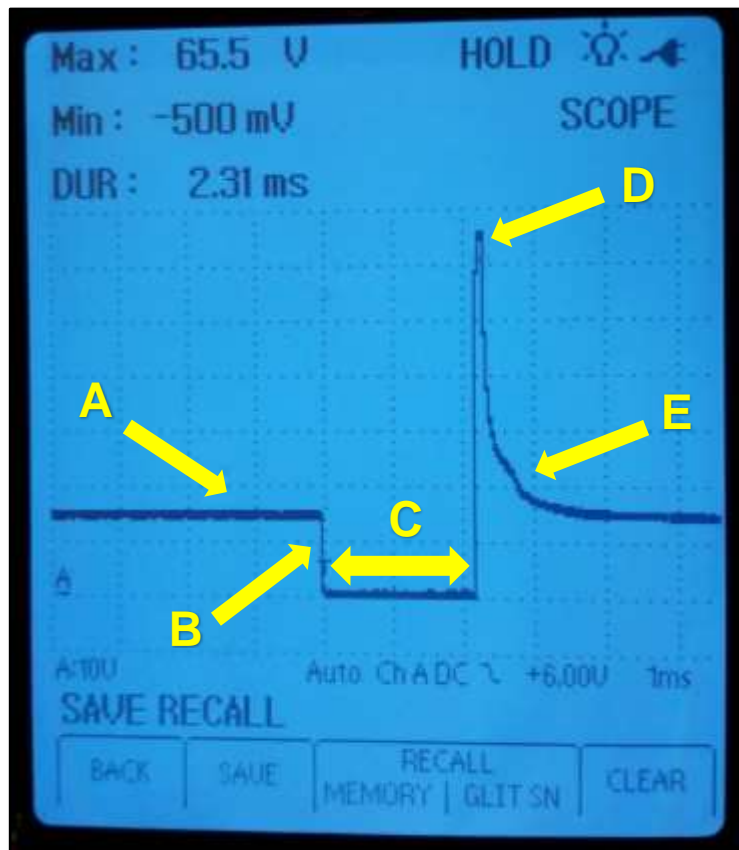 Max: 65.5 V HOLD
Min: -500 mV SCOPE
DUR: 2.31 ms
D
A
E
C
A
B
A:10V Auto Ch A DC +6.00V 1ms
SAVE RECALL
BACK SAVE RECALL CLEAR
MEMORY | GLIT SN